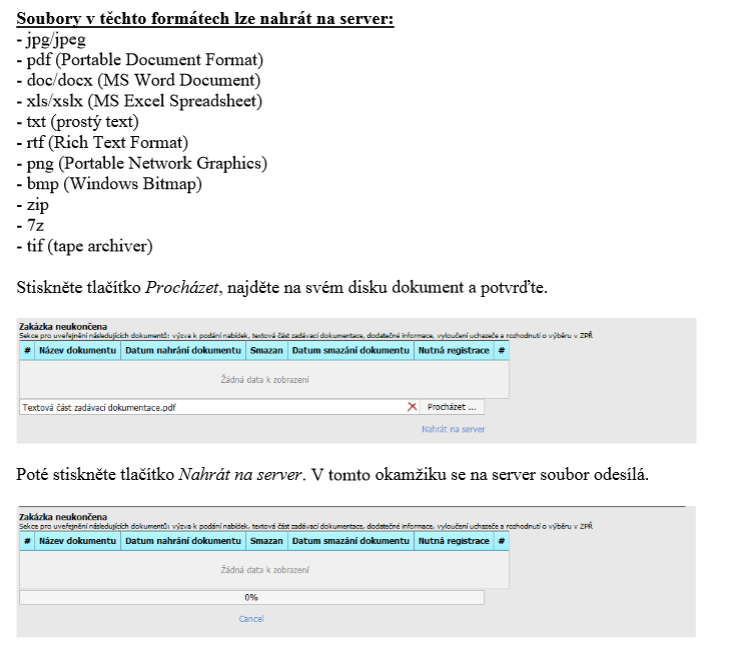 Soubory v těchto formátech lze nahrát na server:
- jpg/jpeg
- pdf (Portable Document Format)
- doc/docx (MS Word Document)
- xls/xslx (MS Excel Spreadsheet)
- txt (prostý text)
- rtf (Rich Text Format)
- png (Portable Network Graphics)
- bmp (Windows Bitmap)
- zip
- 7z
- tif (tape archiver)
Stiskněte tlačítko Procházet, najděte na svém disku dokument a potvrďte.
Zakázka neukončena
Sekce pro uveřejnění následujících dokumentů: výzva k podání nabídek, textová část zadávací dokumentace, dodatečné informace, vyloučení uchazeče a rozhodnutí o výběru v ZPŘ
# Název dokumentu Datum nahrání dokumentu Smazan Datum smazání dokumentu Nutná registrace #
Žádná data k zobrazení
Textová část zadávací dokumentace.pdf Procházet ...
Nahrát na server
Poté stiskněte tlačítko Nahrát na server. V tomto okamžiku se na server soubor odesílá.
Zakázka neukončena
Sekce pro uveřejnění následujících dokumentů: výzva k podání nabídek, textová část zadávací dokumentace, dodatečné informace, vyloučení uchazeče a rozhodnutí o výběru v ZPŘ
# Název dokumentu Datum nahrání dokumentu Smazan Datum smazání dokumentu Nutná registrace #
Žádná data k zobrazení
0%
Cancel